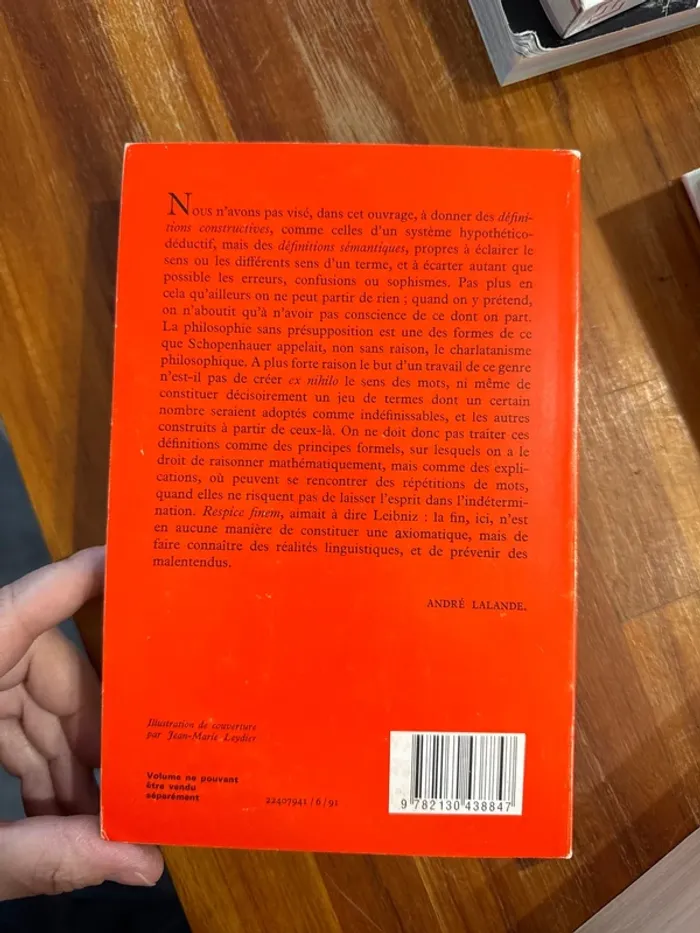 Nous n'avons pas visé, dans cet ouvrage, à donner des défini-
tions constructives, comme celles d'un système hypothético-
déductif, mais des définitions sémantiques, propres à éclairer le
sens ou les différents sens d'un terme, et à écarter autant que
possible les erreurs, confusions ou sophismes. Pas plus en
cela qu'ailleurs on ne peut partir de rien ; quand on y prétend,
on n'aboutit qu'à n'avoir pas conscience de ce dont on part.
La philosophie sans présupposition est une des formes de ce
que Schopenhauer appelait, non sans raison, le charlatanisme
philosophique. A plus forte raison le but d'un travail de ce genre
n'est-il pas de créer ex nihilo le sens des mots, ni même de
constituer décisoirement un jeu de termes dont un certain
nombre seraient adoptés comme indéfinissables, et les autres
construits à partir de ceux-là. On ne doit donc pas traiter ces
définitions comme des principes formels, sur lesquels on a le
droit de raisonner mathématiquement, mais comme des expli-
cations, où peuvent se rencontrer des répétitions de mots,
quand elles ne risquent pas de laisser l'esprit dans l'indétermi-
nation. Respice finem, aimait à dire Leibniz : la fin, ici, n'est
en aucune manière de constituer une axiomatique, mais de
faire connaître des réalités linguistiques, et de prévenir des
malentendus.
ANDRÉ LALANDE.
Illustration de couverture
par Jean-Marie Leydier
Volume ne pouvant
être vendu
séparément
22407941/6/91
9 782130 438847